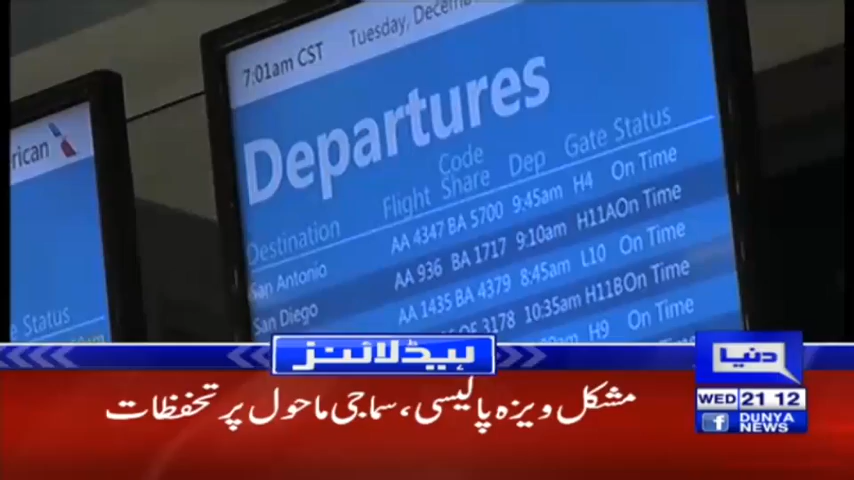 7:01am CST Tuesday, Decemb
rican
Departures
Destination Flight Code Share Dep Gate Status
San Antonio AA 4347 BA 5700 9:45am H4 On Time
San Diego AA 936 BA 1717 9:10am H11A On Time
AA 1435 BA 4379 8:45am L10 On Time
3178 10:35am H11B On Time
H9 On Time
e Status
ہیڈلائنز
مشکل ویزہ پالیسی، سماجی ماحول پر تحفظات
دنیا
WED 21 12
f DUNYA NEWS